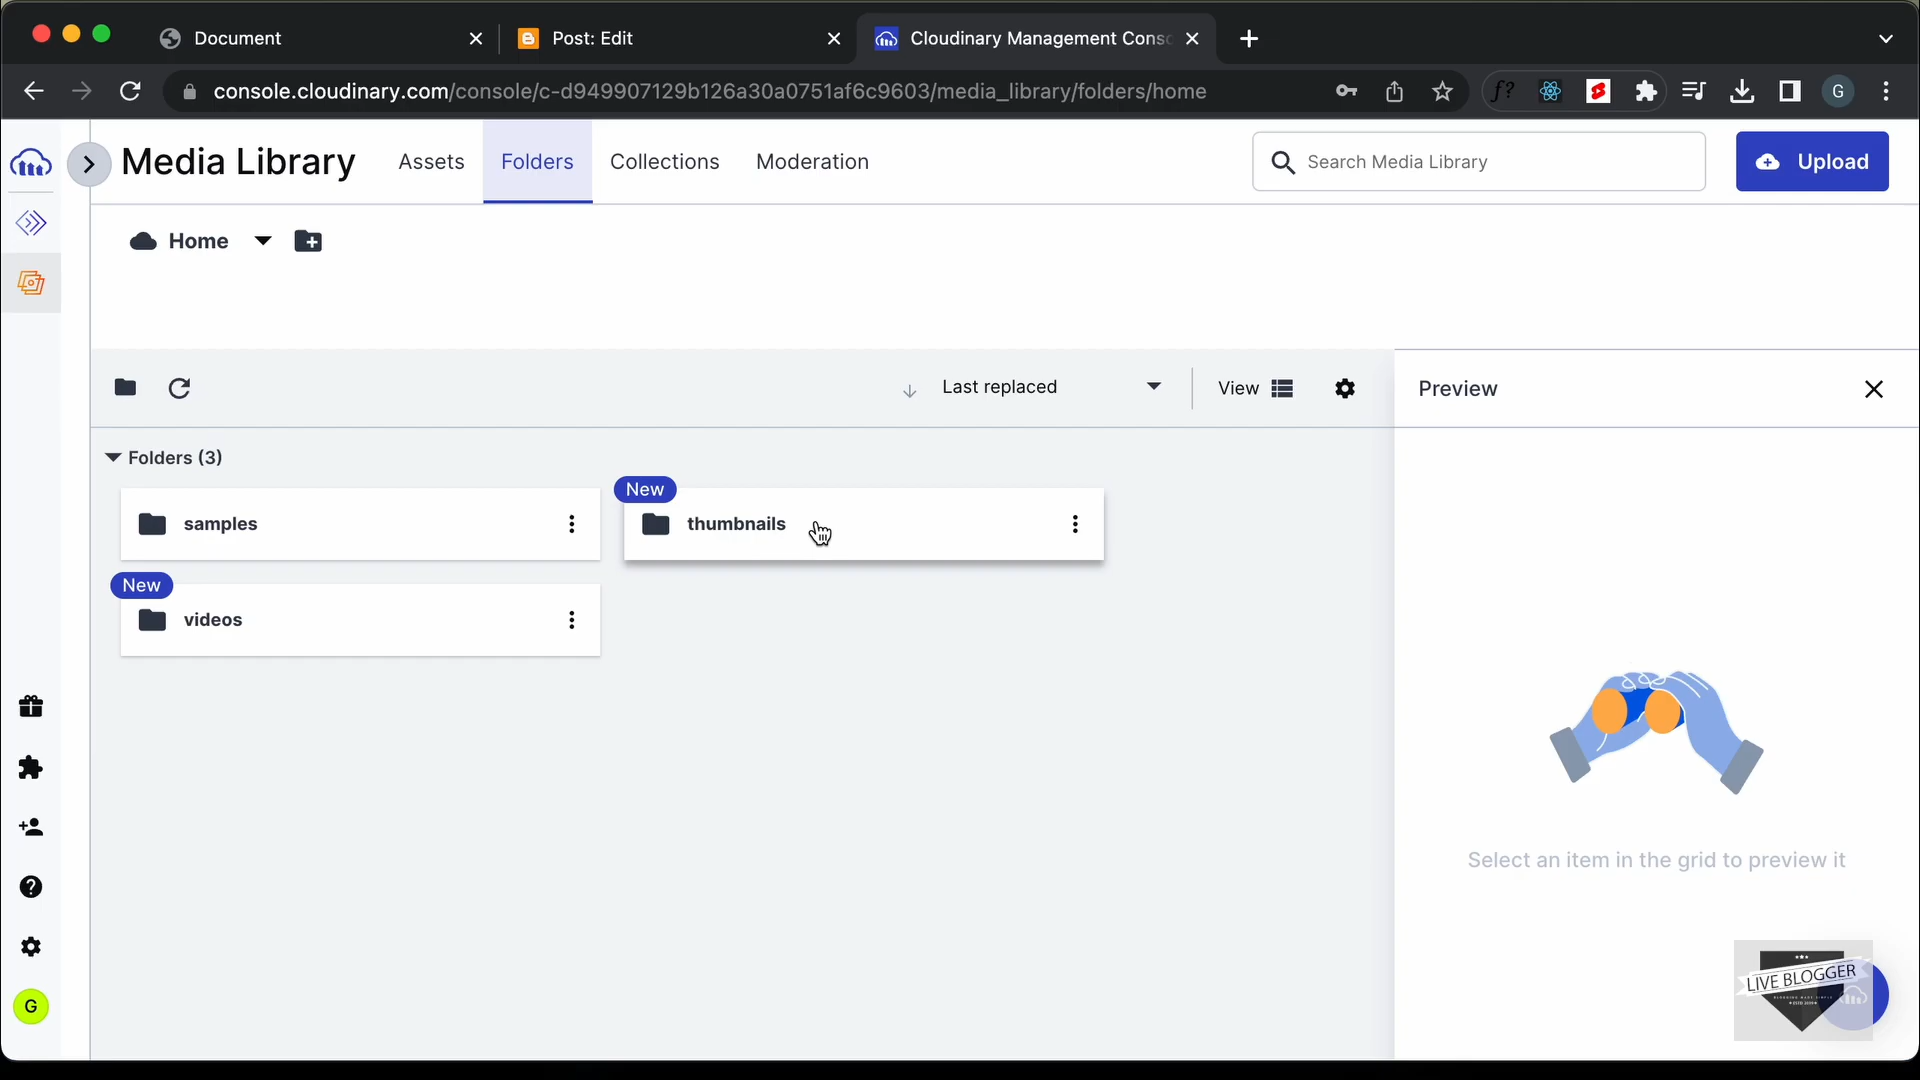 Document
Post: Edit
Cloudinary Management Conso
console.cloudinary.com/console/c-d949907129b126a30a0751af6c9603/media_library/folders/home
f?
G
Media Library
Assets
Folders
Collections
Moderation
Search Media Library
Upload
Home
Last replaced
View
Preview
Folders (3)
samples
New
thumbnails
New
videos
Select an item in the grid to preview it
G
LIVE BLOGGER